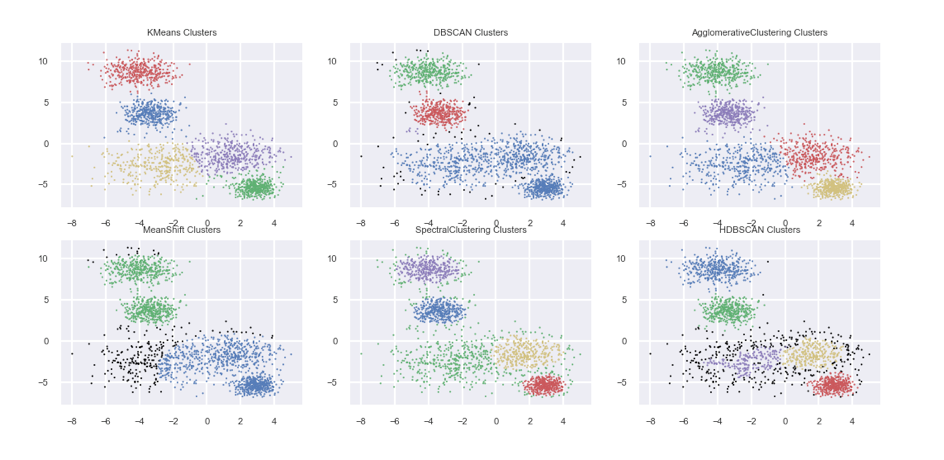 KMeans Clusters
DBSCAN Clusters
AgglomerativeClustering Clusters
10
5
0
−5
−8 −6 −4 −2 0 2 4
10
5
0
−5
−8 −6 −4 −2 0 2 4
10
5
0
−5
−8 −6 −4 −2 0 2 4
MeanShift Clusters
SpectralClustering Clusters
HDBSCAN Clusters
10
5
0
−5
−8 −6 −4 −2 0 2 4
10
5
0
−5
−8 −6 −4 −2 0 2 4
10
5
0
−5
−8 −6 −4 −2 0 2 4